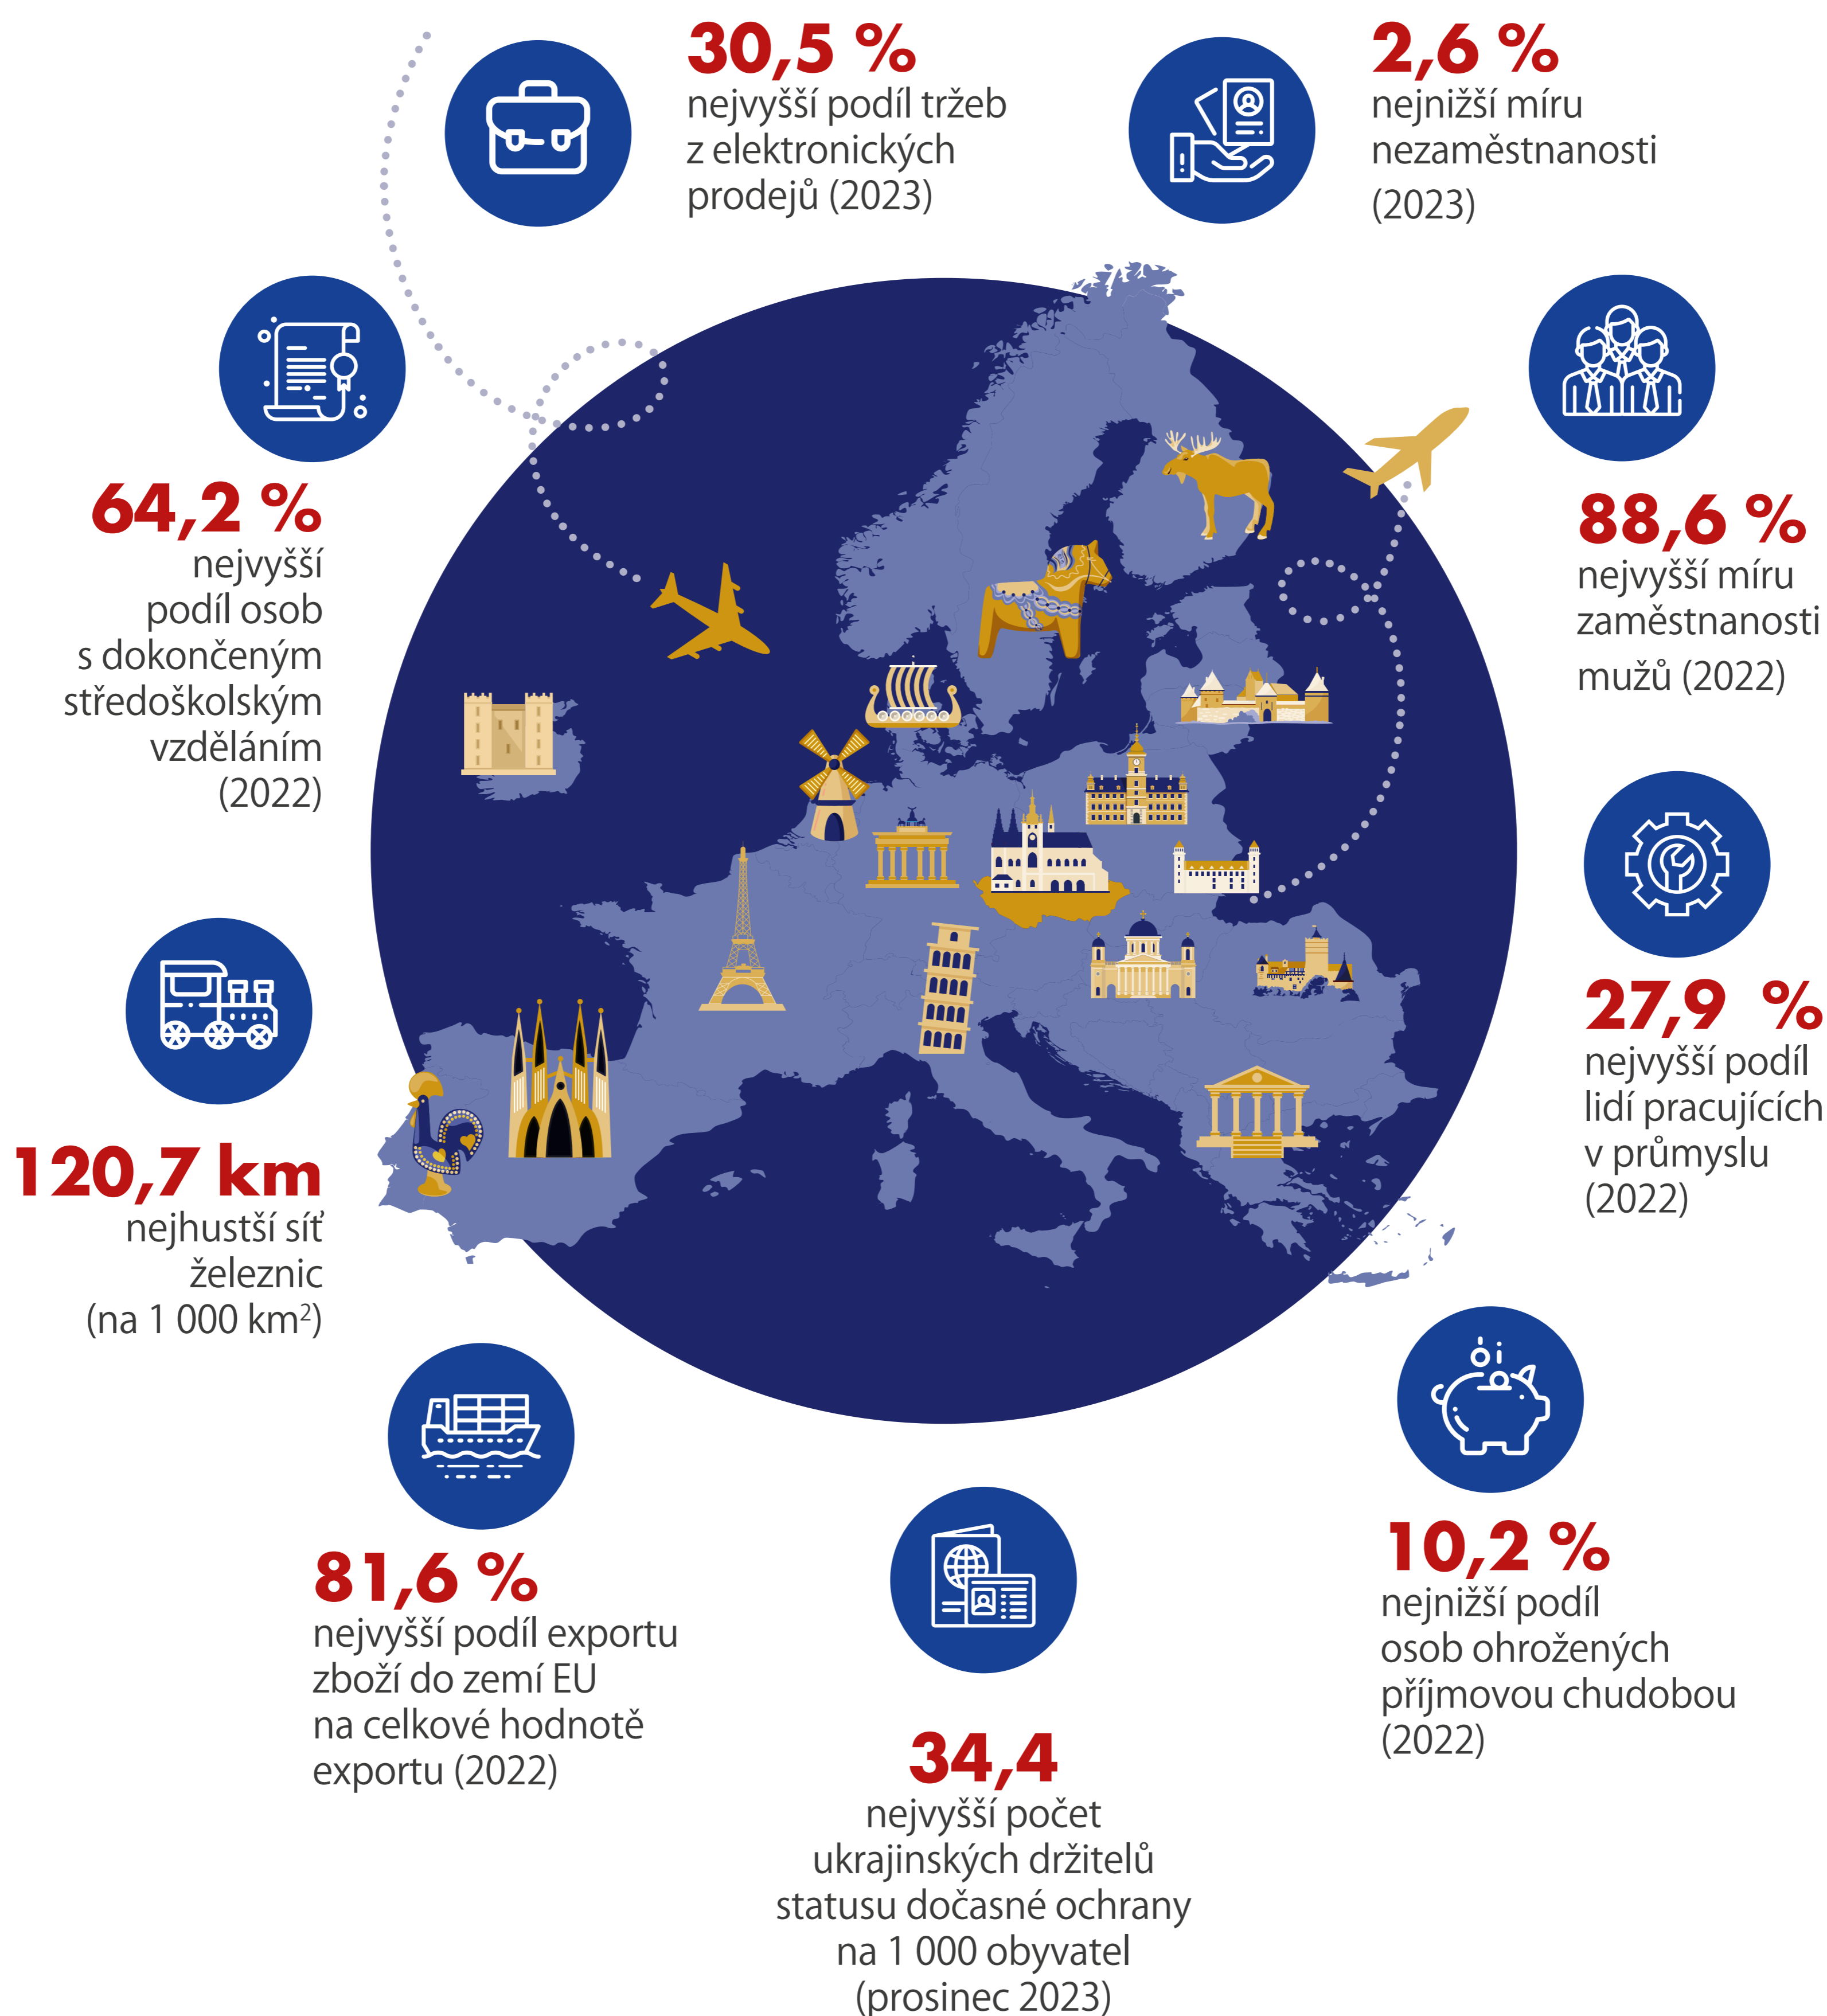 30,5 %
nejvyšší podíl tržeb
z elektronických
prodejů (2023)
2,6 %
nejnižší míru
nezaměstnanosti
(2023)
64,2 %
nejvyšší
podíl osob
s dokončeným
středoškolským
vzděláním
(2022)
88,6 %
nejvyšší míru
zaměstnanosti
mužů (2022)
27,9 %
nejvyšší podíl
lidí pracujících
v průmyslu
(2022)
120,7 km
nejhustší síť
železnic
(na 1 000 km²)
81,6 %
nejvyšší podíl exportu
zboží do zemí EU
na celkové hodnotě
exportu (2022)
34,4
nejvyšší počet
ukrajinských držitelů
statusu dočasné ochrany
na 1 000 obyvatel
(prosinec 2023)
10,2 %
nejnižší podíl
osob ohrožených
příjmovou chudobou
(2022)